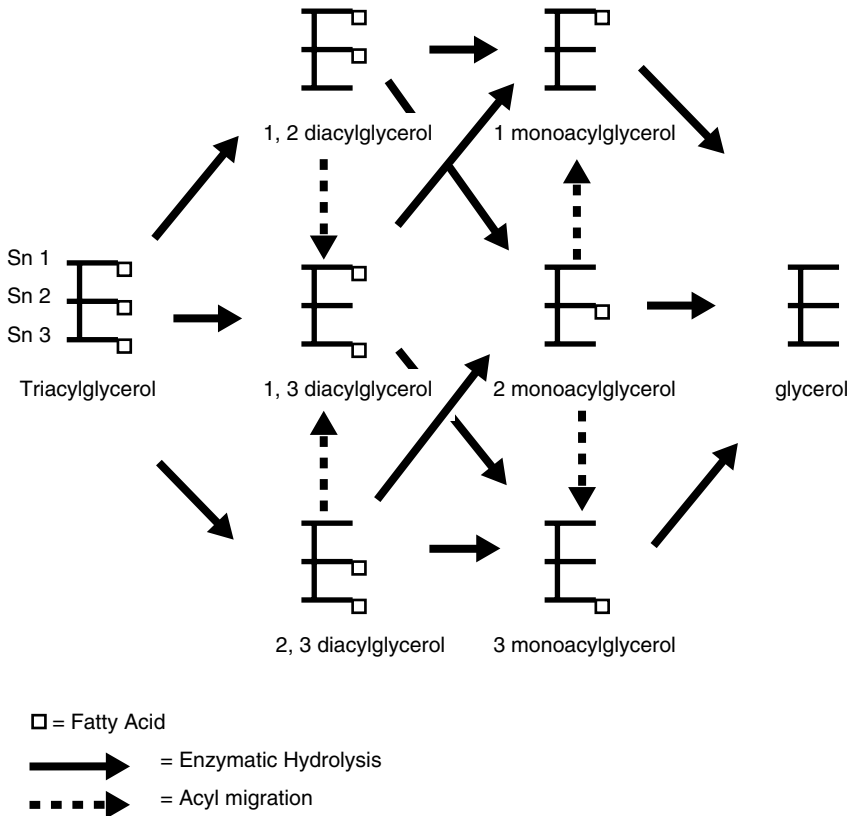 1, 2 diacylglycerol
1 monoacylglycerol
Sn 1
Sn 2
Sn 3
Triacylglycerol
1, 3 diacylglycerol
2 monoacylglycerol
glycerol
2, 3 diacylglycerol
3 monoacylglycerol
= Fatty Acid
= Enzymatic Hydrolysis
= Acyl migration